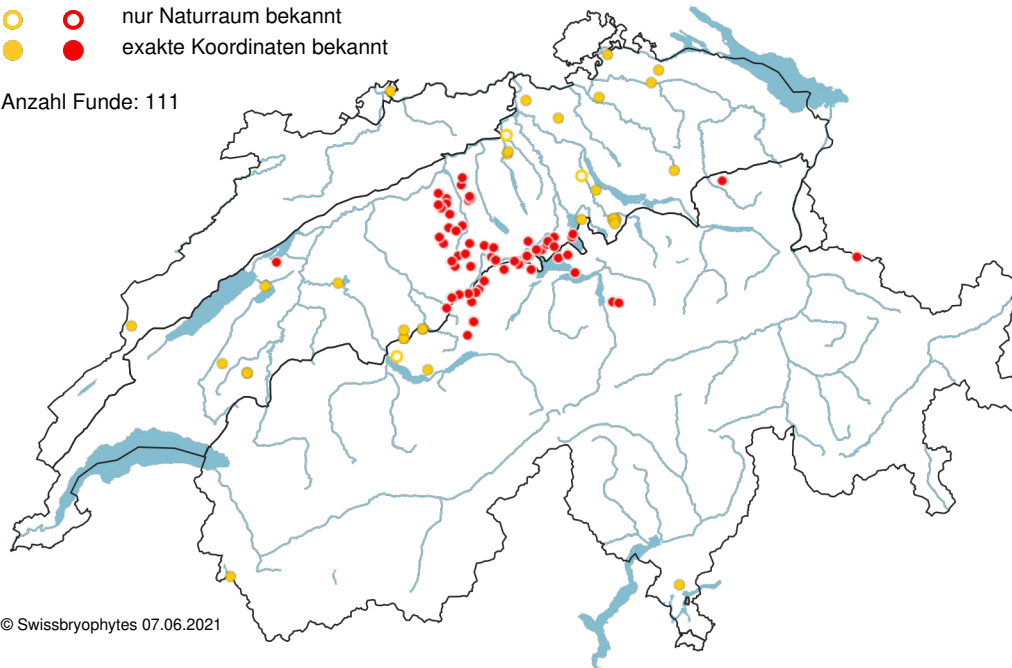 nur Naturraum bekannt
exakte Koordinaten bekannt
Anzahl Funde: 111
© Swissbryophytes 07.06.2021